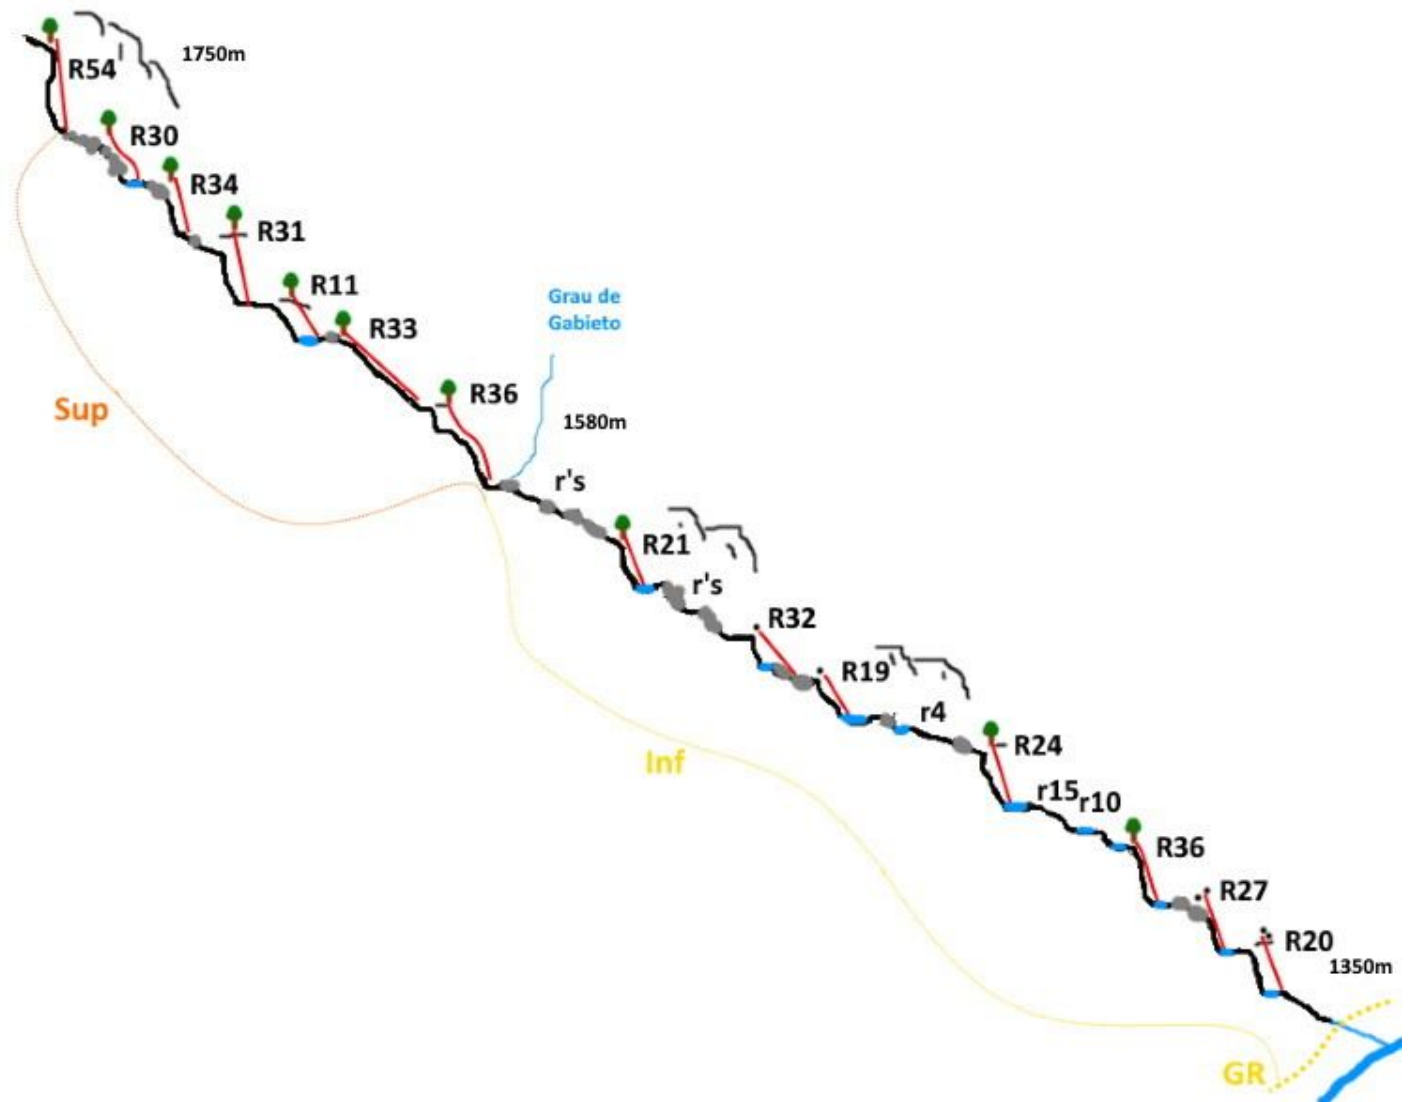 1750m
R54
R30
R34
R31
R11
R33
Grau de
Gabieto
R36
Sup
1580m
r's
R21
r's
R32
R19
r4
R24
Inf
r15
r10
R36
R27
R20
1350m
GR